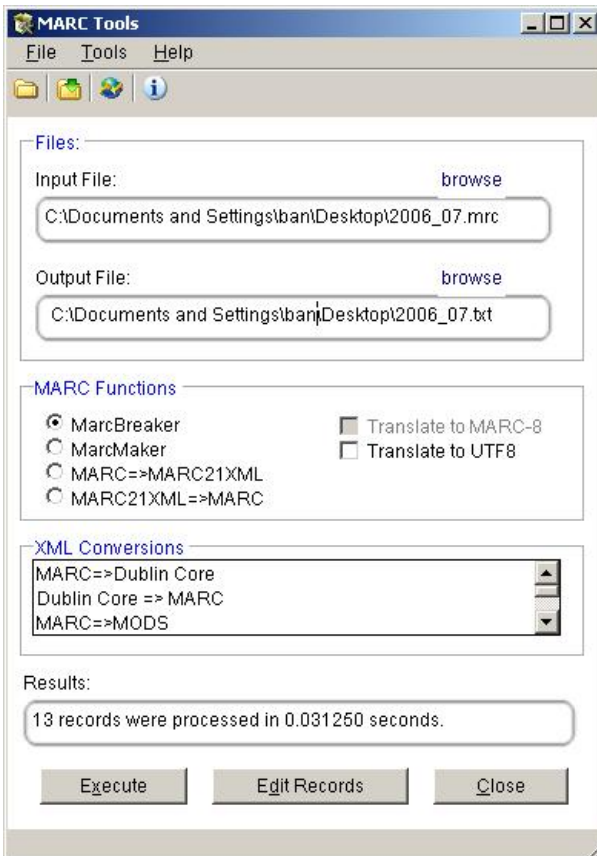 MARC Tools
File Tools Help
Files:
Input File: browse
C:\Documents and Settings\ban\Desktop\2006_07.mrc
Output File: browse
C:\Documents and Settings\ban\Desktop\2006_07.txt
MARC Functions
MarcBreaker Translate to MARC-8
MarcMaker Translate to UTF8
MARC=>MARC21XML
MARC21XML=>MARC
XML Conversions
MARC=>Dublin Core
Dublin Core => MARC
MARC=>MODS
Results:
13 records were processed in 0.031250 seconds.
Execute Edit Records Close